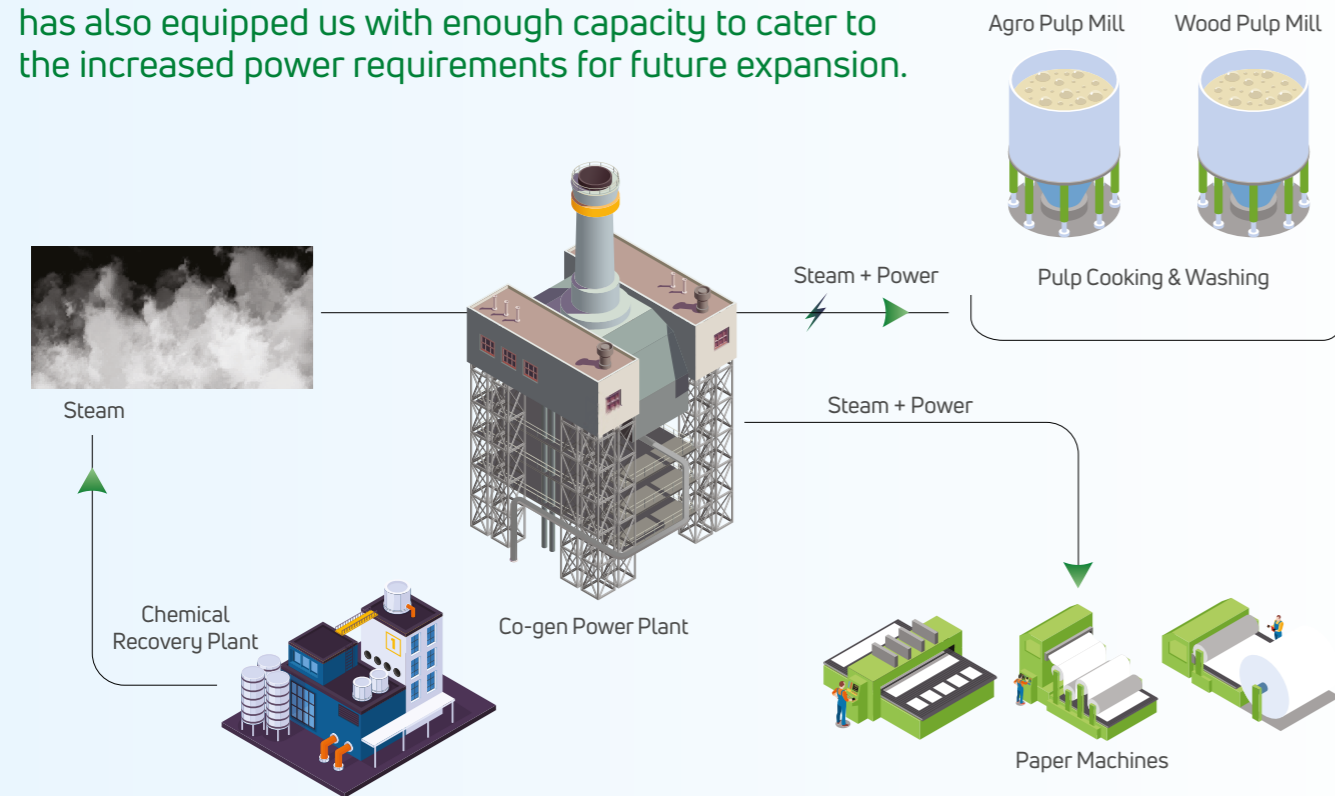 has also equipped us with enough capacity to cater to
the increased power requirements for future expansion.
Agro Pulp Mill
Wood Pulp Mill
Steam + Power
Pulp Cooking & Washing
Steam
Steam + Power
Chemical
Recovery Plant
1
Co-gen Power Plant
Paper Machines